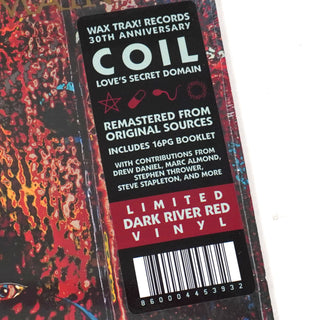 WAX TRAX! RECORDS
30TH ANNIVERSARY
COIL
LOVE'S SECRET DOMAIN
REMASTERED FROM
ORIGINAL SOURCES
INCLUDES 16PG BOOKLET
WITH CONTRIBUTIONS FROM
DREW DANIEL, MARC ALMOND,
STEPHEN THROWER,
STEVE STAPLETON, AND MORE
LIMITED
DARK RIVER RED
VINYL
860004453932